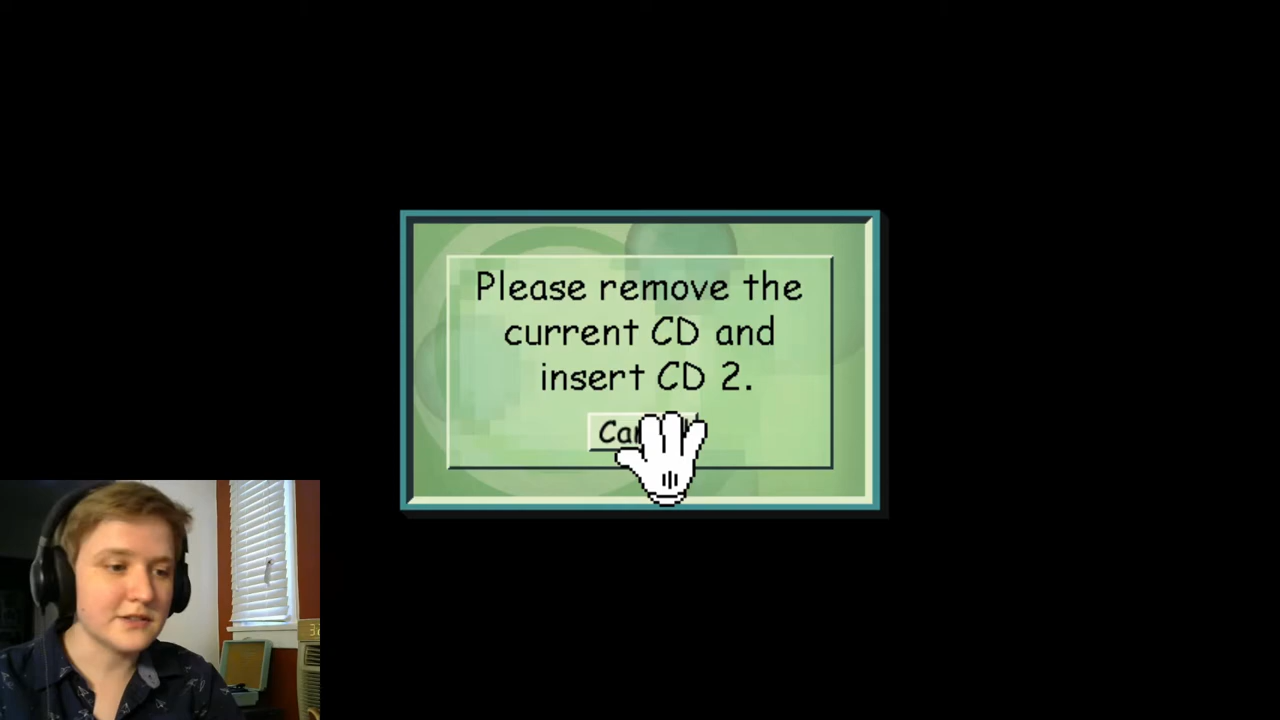 Please remove the
current CD and
insert CD 2.